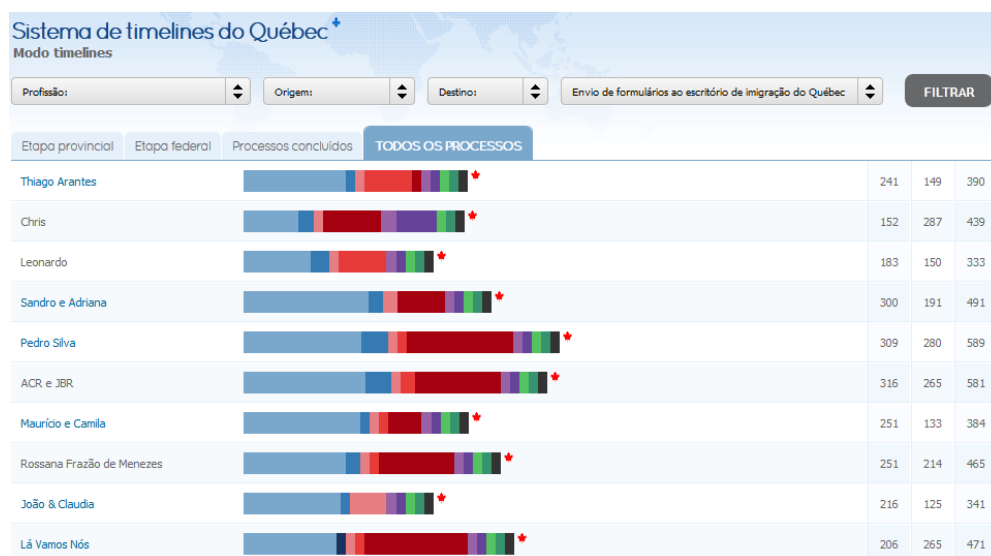 Sistema de timelines do Québec
Modo timelines
Profissão: Origem: Destino: Envio de formulários ao escritório de imigração do Québec FILTRAR
Etapa provincial Etapa federal Processos concluídos TODOS OS PROCESSOS
Thiago Arantes 241 149 390
Chris 152 287 439
Leonardo 183 150 333
Sandro e Adriana 300 191 491
Pedro Silva 309 280 589
ACR e JBR 316 265 581
Maurício e Camila 251 133 384
Rossana Frazão de Menezes 251 214 465
João & Claudia 216 125 341
Lá Vamos Nós 206 265 471